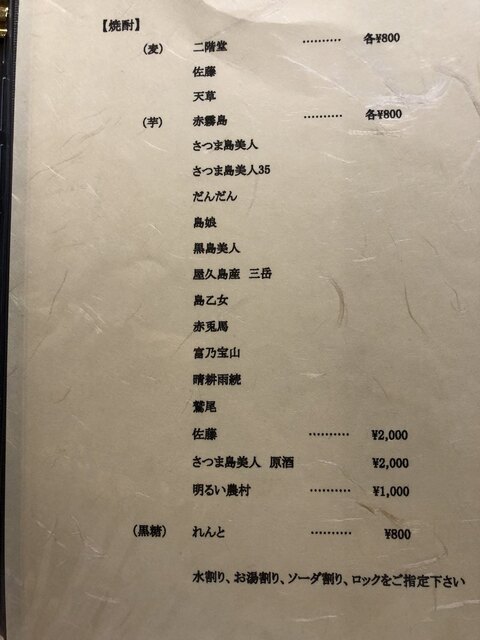 【焼酎】
(麦) 二階堂 ………… 各¥800
佐藤
天草
(芋) 赤霧島 ………… 各¥800
さつま島美人
さつま島美人35
だんだん
島娘
黒島美人
屋久島産 三岳
島乙女
赤兎馬
富乃宝山
晴耕雨続
鷲尾
佐藤 ………… ¥2,000
さつま島美人 原酒 ¥2,000
明るい農村 ………… ¥1,000
(黒糖) れんと ………… ¥800
水割り、お湯割り、ソーダ割り、ロックをご指定下さい